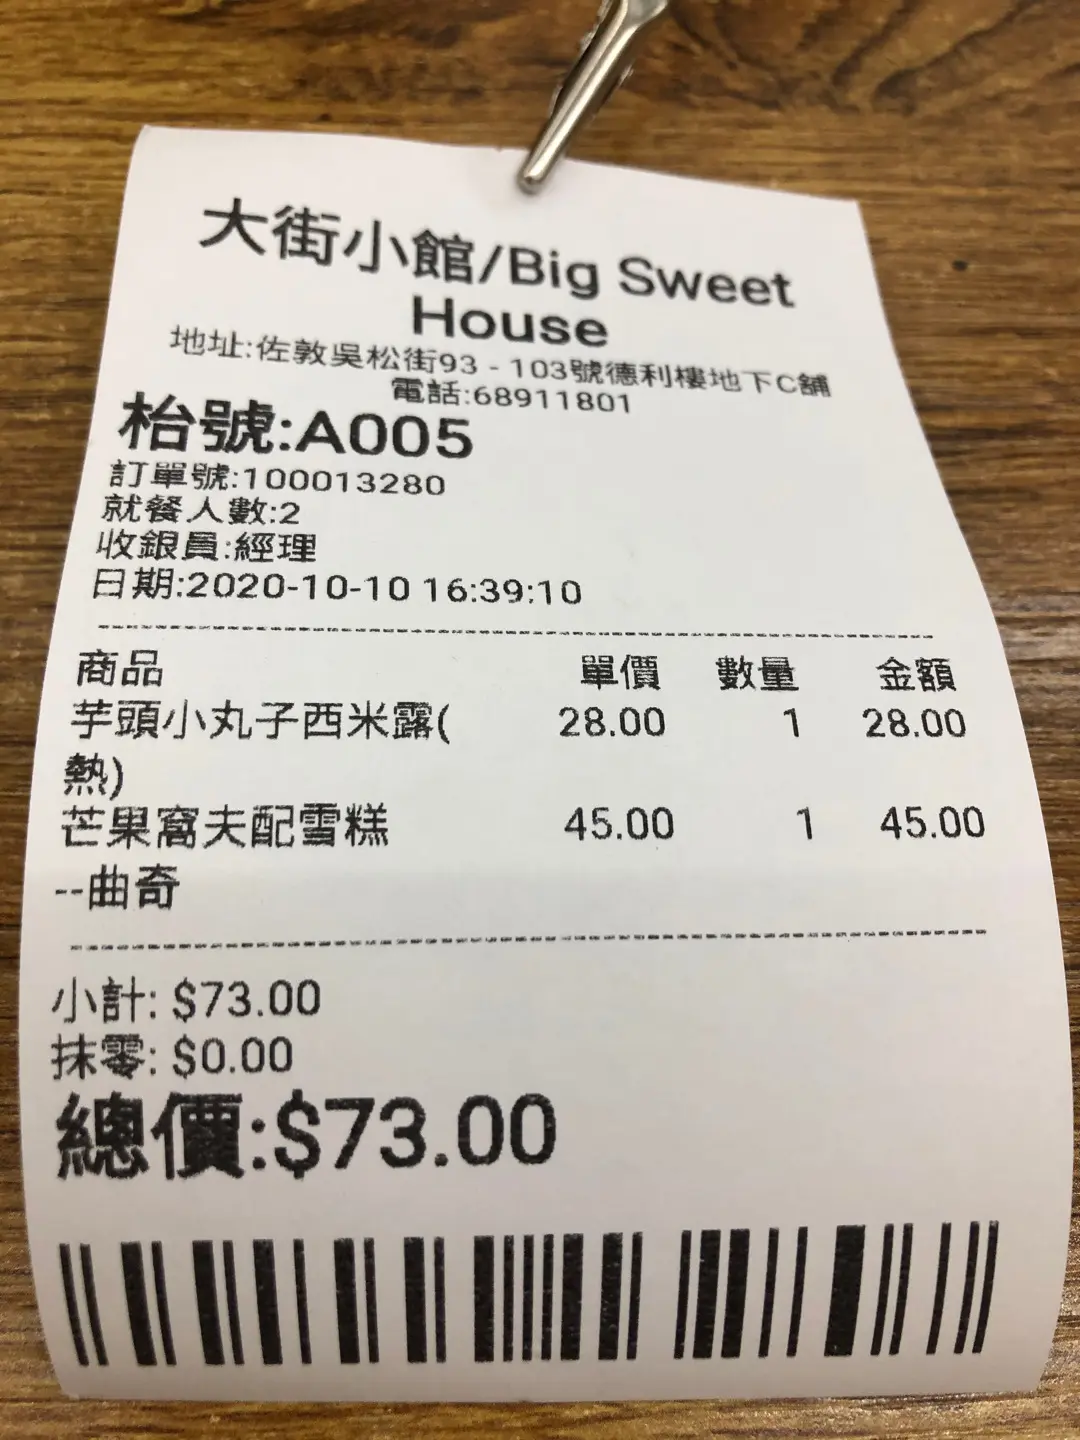 大街小館/Big Sweet
House
地址:佐敦吳松街93 - 103號德利樓地下C舖
電話:68911801
枱號:A005
訂單號:100013280
就餐人數:2
收銀員:經理
日期:2020-10-10 16:39:10
商品 單價 數量 金額
芋頭小丸子西米露( 28.00 1 28.00
熱)
芒果窩夫配雪糕 45.00 1 45.00
--曲奇
小計: $73.00
抹零: $0.00
總價:$73.00